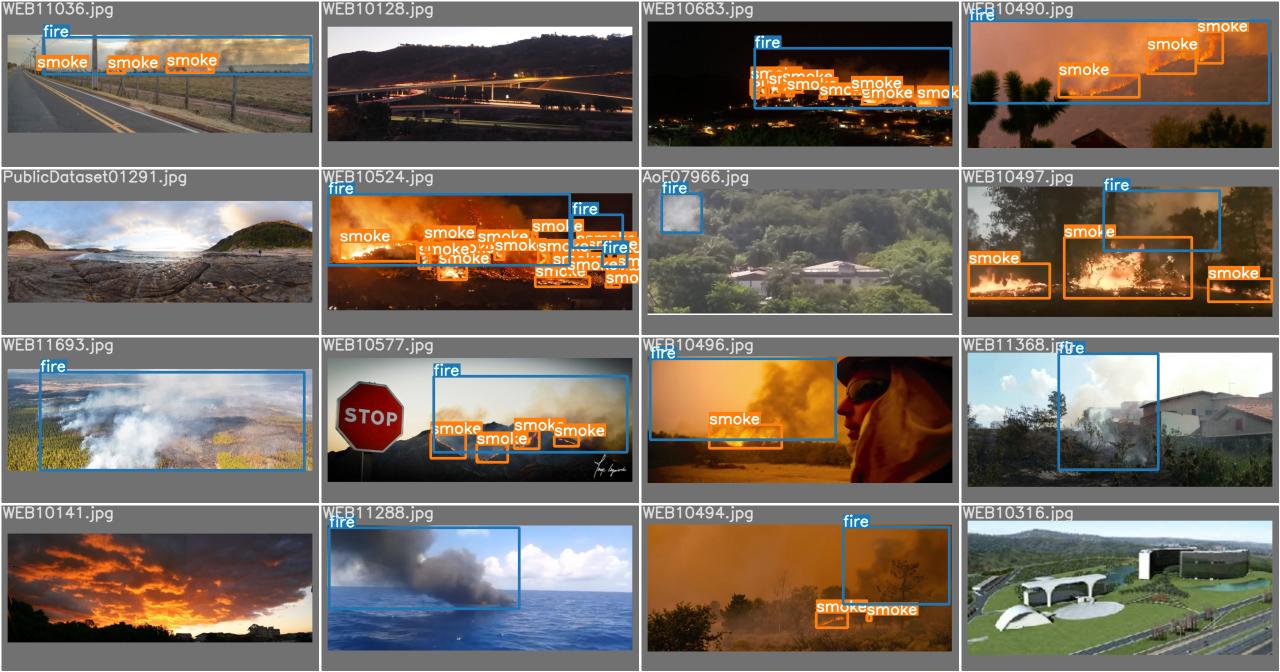 WEB11036.jpg
fire
smoke
smoke
smoke
WEB10128.jpg
WEB10683.jpg
fire
smoke
smoke
smoke
smoke
smok
WEB10490.jpg
fire
smoke
smoke
smoke
PublicDataset01291.jpg
WEB10524.jpg
fire
fire
fire
smoke
smoke
smoke
smoke
smoke
smoke
smoke
smoke
smoke
AoF07966.jpg
fire
WEB10497.jpg
fire
smoke
smoke
smoke
WEB11693.jpg
fire
WEB10577.jpg
fire
STOP
smoke
smoke
smoke
smoke
WEB10496.jpg
fire
smoke
WEB11368.jpg
fire
WEB10141.jpg
WEB11288.jpg
fire
WEB10494.jpg
fire
smoke
smoke
WEB10316.jpg